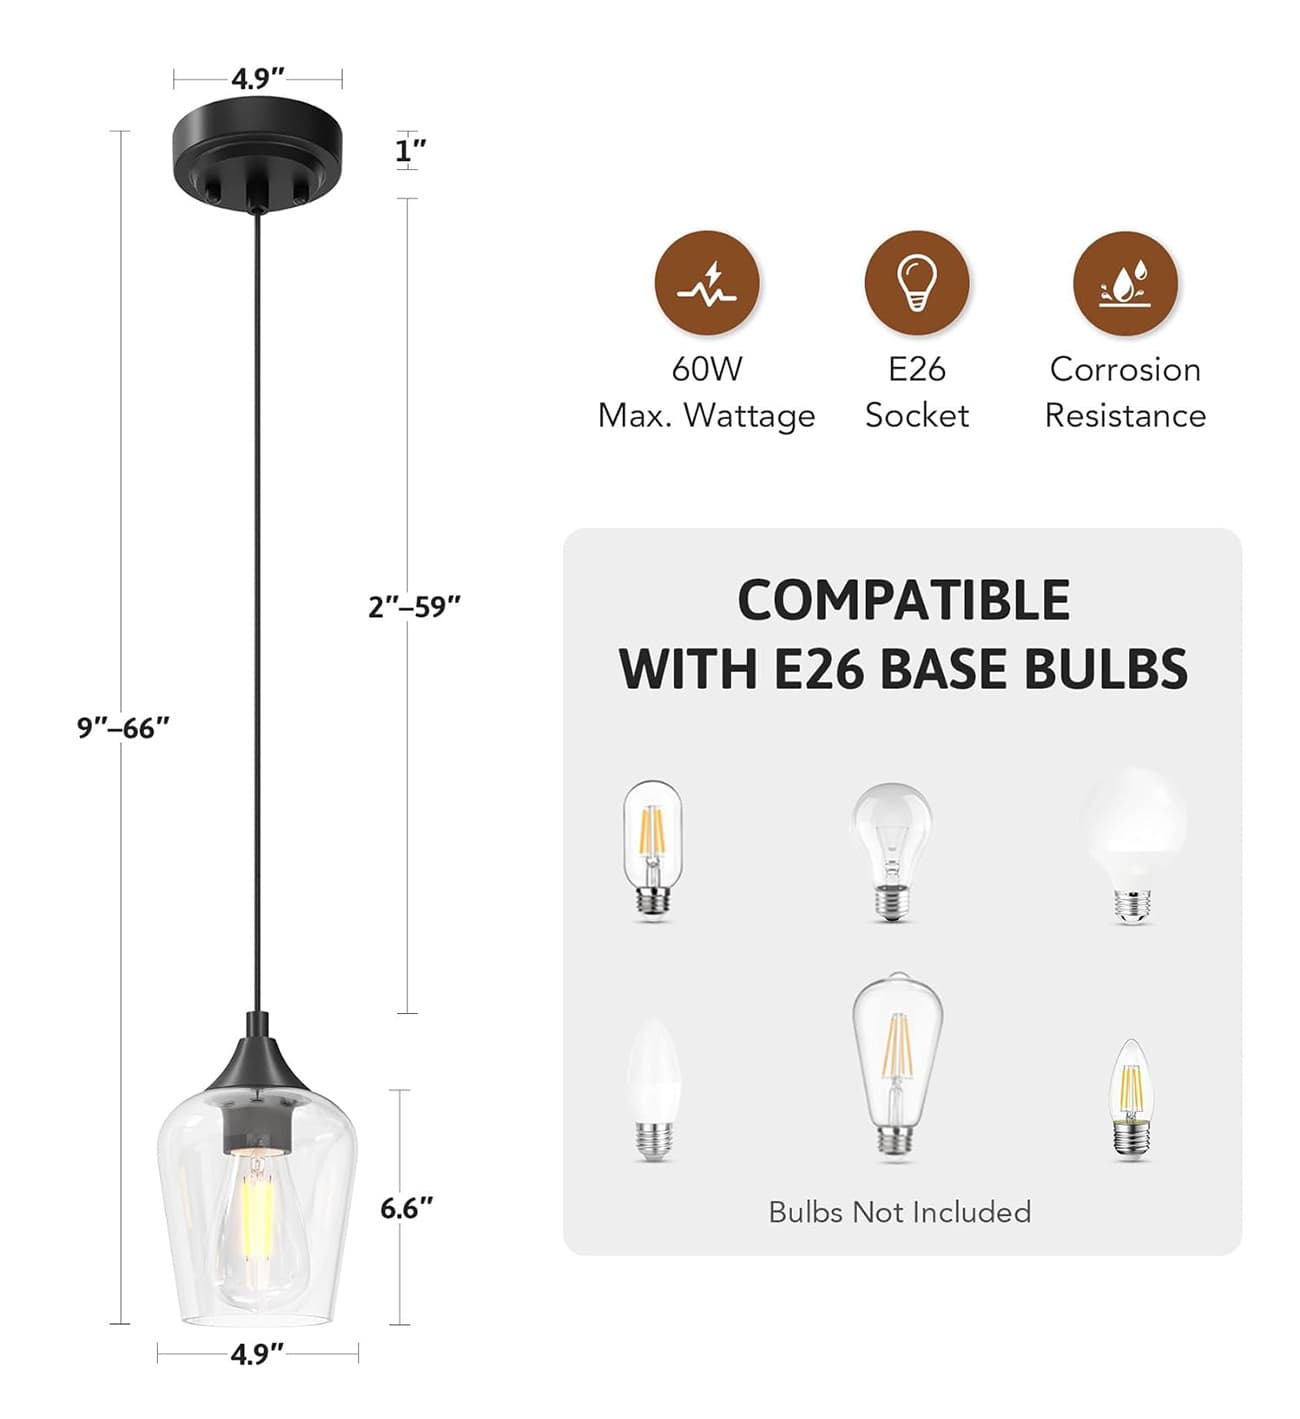 4.9″
1″
2″–59″
9″–66″
6.6″
4.9″
60W
Max. Wattage
E26
Socket
Corrosion
Resistance
COMPATIBLE
WITH E26 BASE BULBS
Bulbs Not Included